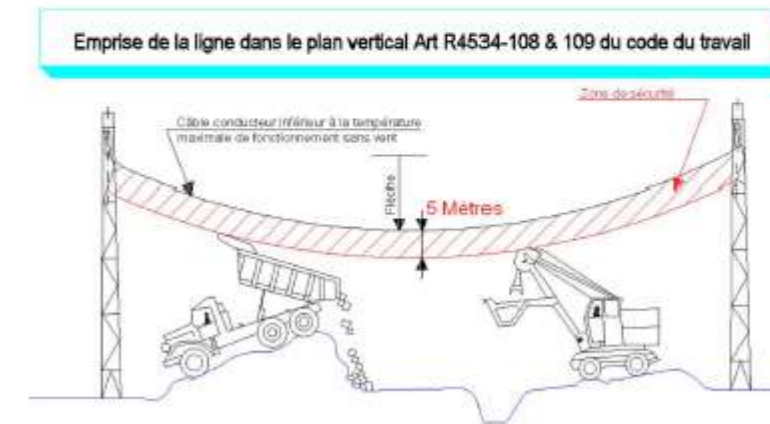 Emprise de la ligne dans le plan vertical Art R4534-108 & 109 du code du travail
Zone de sécurité
Câble conducteur inférieur à la température
maximale de fonctionnement sans vent
Flèche
5 Mètres